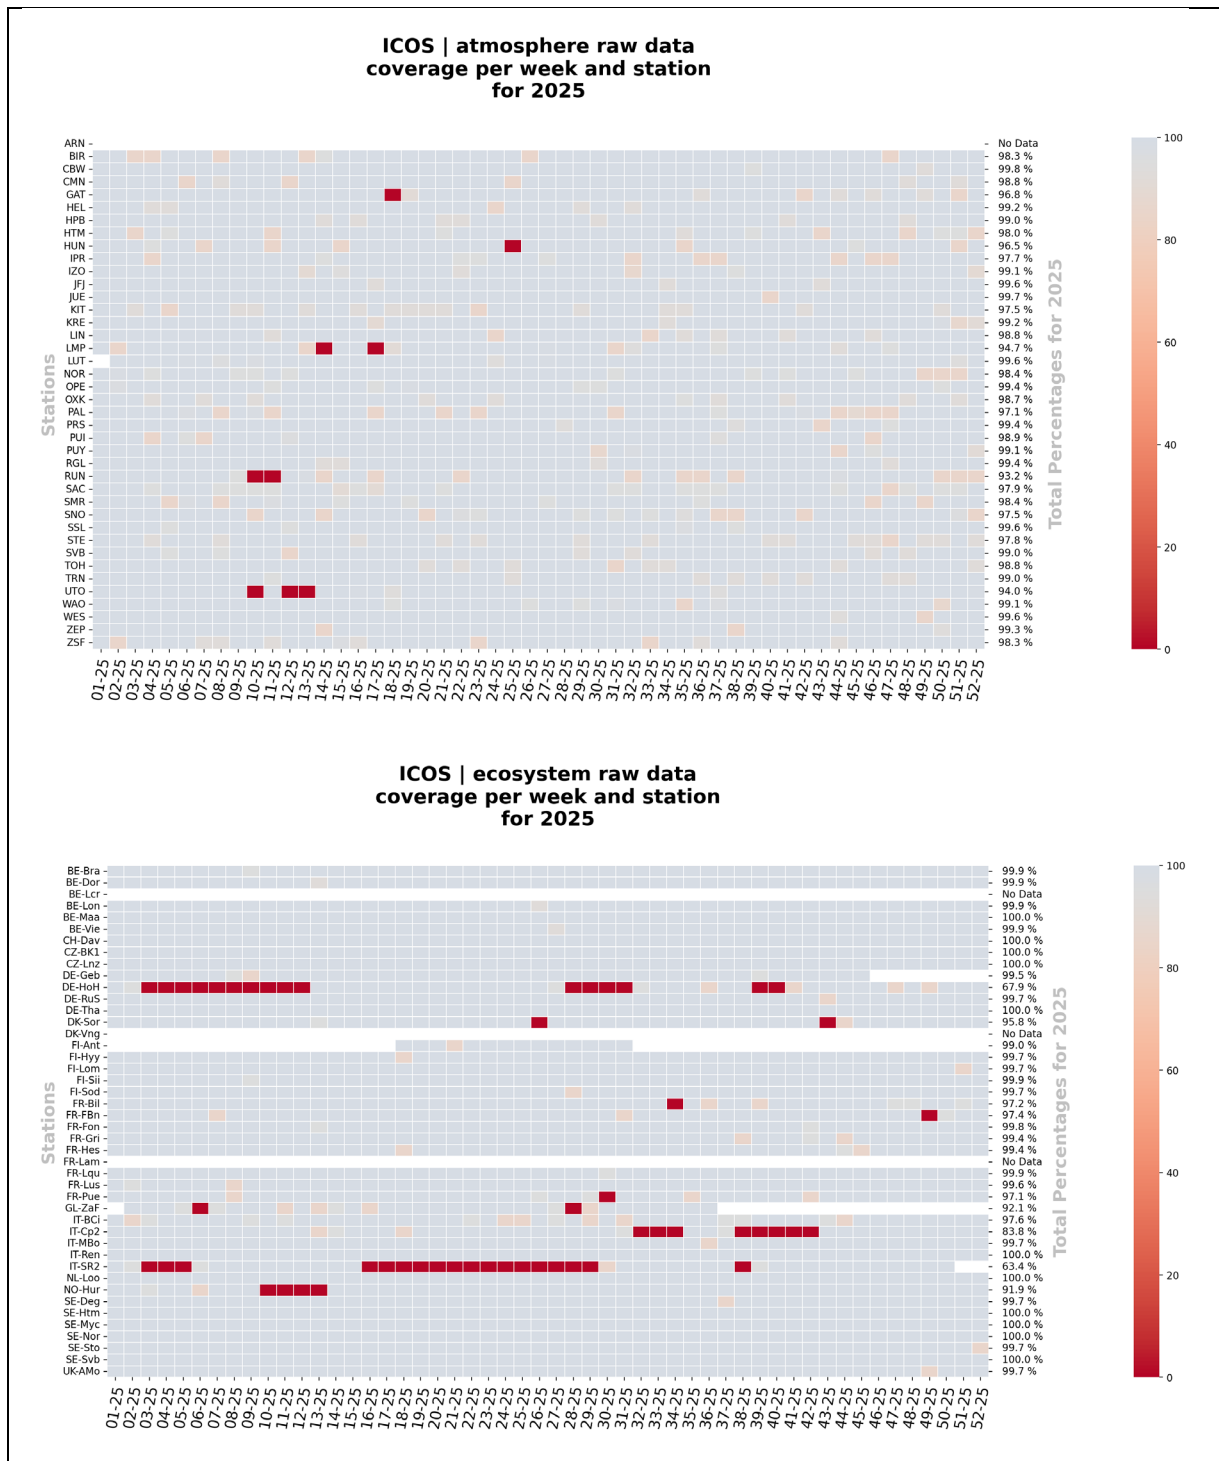 ICOS | atmosphere raw data
coverage per week and station
for 2025
Stations
ARN No Data
BIR 98.3 %
CBW 99.8 %
CMN 98.8 %
GAT 96.8 %
HEL 99.2 %
HPB 99.0 %
HTM 98.0 %
HUN 96.5 %
IPR 97.7 %
IZO 99.1 %
JFJ 99.6 %
JUE 99.7 %
KIT 97.5 %
KRE 99.2 %
LIN 98.8 %
LMP 94.7 %
LUT 99.6 %
NOR 98.4 %
OPE 99.4 %
OXK 98.7 %
PAL 97.1 %
PRS 99.4 %
PUI 98.9 %
PUY 99.1 %
RGL 99.4 %
RUN 93.2 %
SAC 97.9 %
SMR 98.4 %
SNO 97.5 %
SSL 99.6 %
STE 97.8 %
SVB 99.0 %
TOH 98.8 %
TRN 99.0 %
UTO 94.0 %
WAO 99.1 %
WES 99.6 %
ZEP 99.3 %
ZSF 98.3 %
01-25 02-25 03-25 04-25 05-25 06-25 07-25 08-25 09-25 10-25 11-25 12-25 13-25 14-25 15-25 16-25 17-25 18-25 19-25 20-25 21-25 22-25 23-25 24-25 25-25 26-25 27-25 28-25 29-25 30-25 31-25 32-25 33-25 34-25 35-25 36-25 37-25 38-25 39-25 40-25 41-25 42-25 43-25 44-25 45-25 46-25 47-25 48-25 49-25 50-25 51-25 52-25
Total Percentages for 2025
100
80
60
40
20
0
ICOS | ecosystem raw data
coverage per week and station
for 2025
Stations
BE-Bra 99.9 %
BE-Dor 99.9 %
BE-Lcr No Data
BE-Lon 99.9 %
BE-Maa 100.0 %
BE-Vie 99.9 %
CH-Dav 100.0 %
CZ-BK1 100.0 %
CZ-Lnz 100.0 %
DE-Geb 99.5 %
DE-HoH 67.9 %
DE-RuS 99.7 %
DE-Tha 100.0 %
DK-Sor 95.8 %
DK-Vng No Data
FI-Ant 99.0 %
FI-Hyy 99.7 %
FI-Lom 99.7 %
FI-Sii 99.9 %
FI-Sod 99.7 %
FR-Bil 97.2 %
FR-FBn 97.4 %
FR-Fon 99.8 %
FR-Gri 99.4 %
FR-Hes 99.4 %
FR-Lam No Data
FR-Lqu 99.9 %
FR-Lus 99.6 %
FR-Pue 97.1 %
GL-ZaF 92.1 %
IT-BCi 97.6 %
IT-Cp2 83.8 %
IT-MBo 99.7 %
IT-Ren 100.0 %
IT-SR2 63.4 %
NL-Loo 100.0 %
NO-Hur 91.9 %
SE-Deg 99.7 %
SE-Htm 100.0 %
SE-Myc 100.0 %
SE-Nor 100.0 %
SE-Sto 99.7 %
SE-Svb 100.0 %
UK-AMo 99.7 %
01-25 02-25 03-25 04-25 05-25 06-25 07-25 08-25 09-25 10-25 11-25 12-25 13-25 14-25 15-25 16-25 17-25 18-25 19-25 20-25 21-25 22-25 23-25 24-25 25-25 26-25 27-25 28-25 29-25 30-25 31-25 32-25 33-25 34-25 35-25 36-25 37-25 38-25 39-25 40-25 41-25 42-25 43-25 44-25 45-25 46-25 47-25 48-25 49-25 50-25 51-25 52-25
Total Percentages for 2025
100
80
60
40
20
0